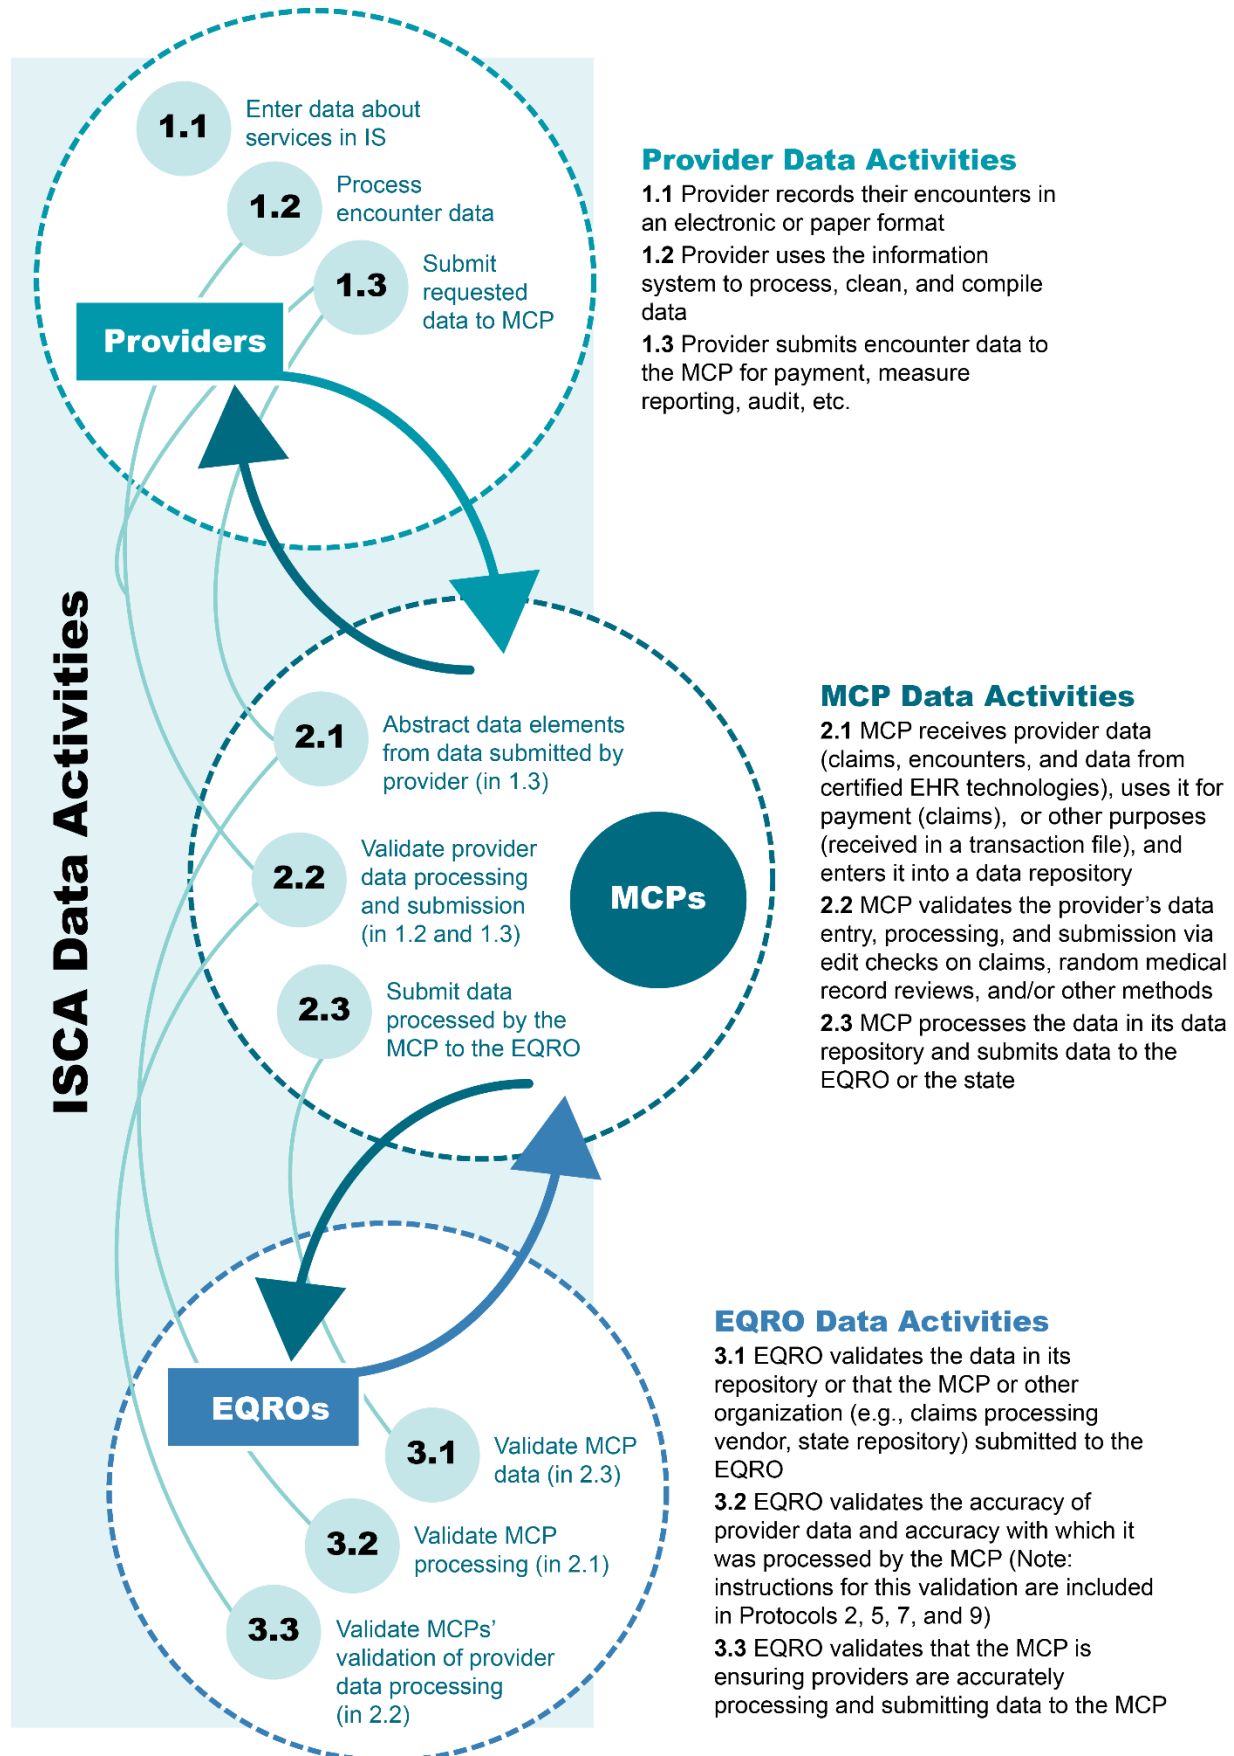 ISCA Data Activities
1.1
Enter data about
services in IS
1.2
Process
encounter data
1.3
Submit
requested
data to MCP
Providers
Provider Data Activities
1.1 Provider records their encounters in
an electronic or paper format
1.2 Provider uses the information
system to process, clean, and compile
data
1.3 Provider submits encounter data to
the MCP for payment, measure
reporting, audit, etc.
2.1
Abstract data elements
from data submitted by
provider (in 1.3)
2.2
Validate provider
data processing
and submission
(in 1.2 and 1.3)
2.3
Submit data
processed by the
MCP to the EQRO
MCPs
MCP Data Activities
2.1 MCP receives provider data
(claims, encounters, and data from
certified EHR technologies), uses it for
payment (claims),  or other purposes
(received in a transaction file), and
enters it into a data repository
2.2 MCP validates the provider's data
entry, processing, and submission via
edit checks on claims, random medical
record reviews, and/or other methods
2.3 MCP processes the data in its data
repository and submits data to the
EQRO or the state
EQROs
3.1
Validate MCP
data (in 2.3)
3.2
Validate MCP
processing (in 2.1)
3.3
Validate MCPs'
validation of provider
data processing
(in 2.2)
EQRO Data Activities
3.1 EQRO validates the data in its
repository or that the MCP or other
organization (e.g., claims processing
vendor, state repository) submitted to the
EQRO
3.2 EQRO validates the accuracy of
provider data and accuracy with which it
was processed by the MCP (Note:
instructions for this validation are included
in Protocols 2, 5, 7, and 9)
3.3 EQRO validates that the MCP is
ensuring providers are accurately
processing and submitting data to the MCP